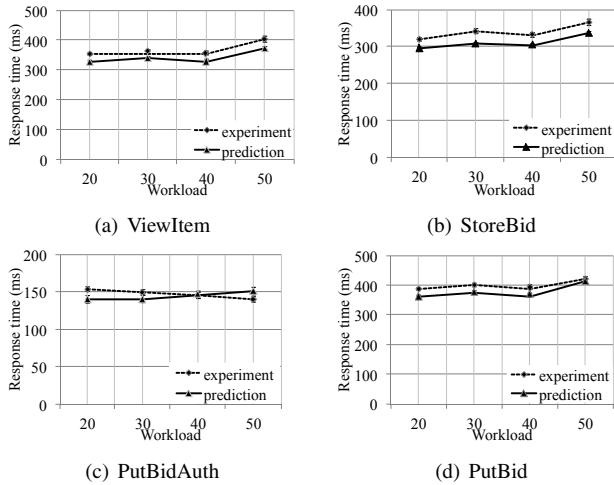 500
400
300
200
100
0
Response time (ms)
experiment
prediction
20 30 40 50
Workload
(a) ViewItem
400
300
200
100
0
Response time (ms)
experiment
prediction
20 30 40 50
Workload
(b) StoreBid
200
150
100
50
0
Response time (ms)
experiment
prediction
20 30 40 50
Workload
(c) PutBidAuth
500
400
300
200
100
0
Response time (ms)
experiment
prediction
20 30 40 50
Workload
(d) PutBid